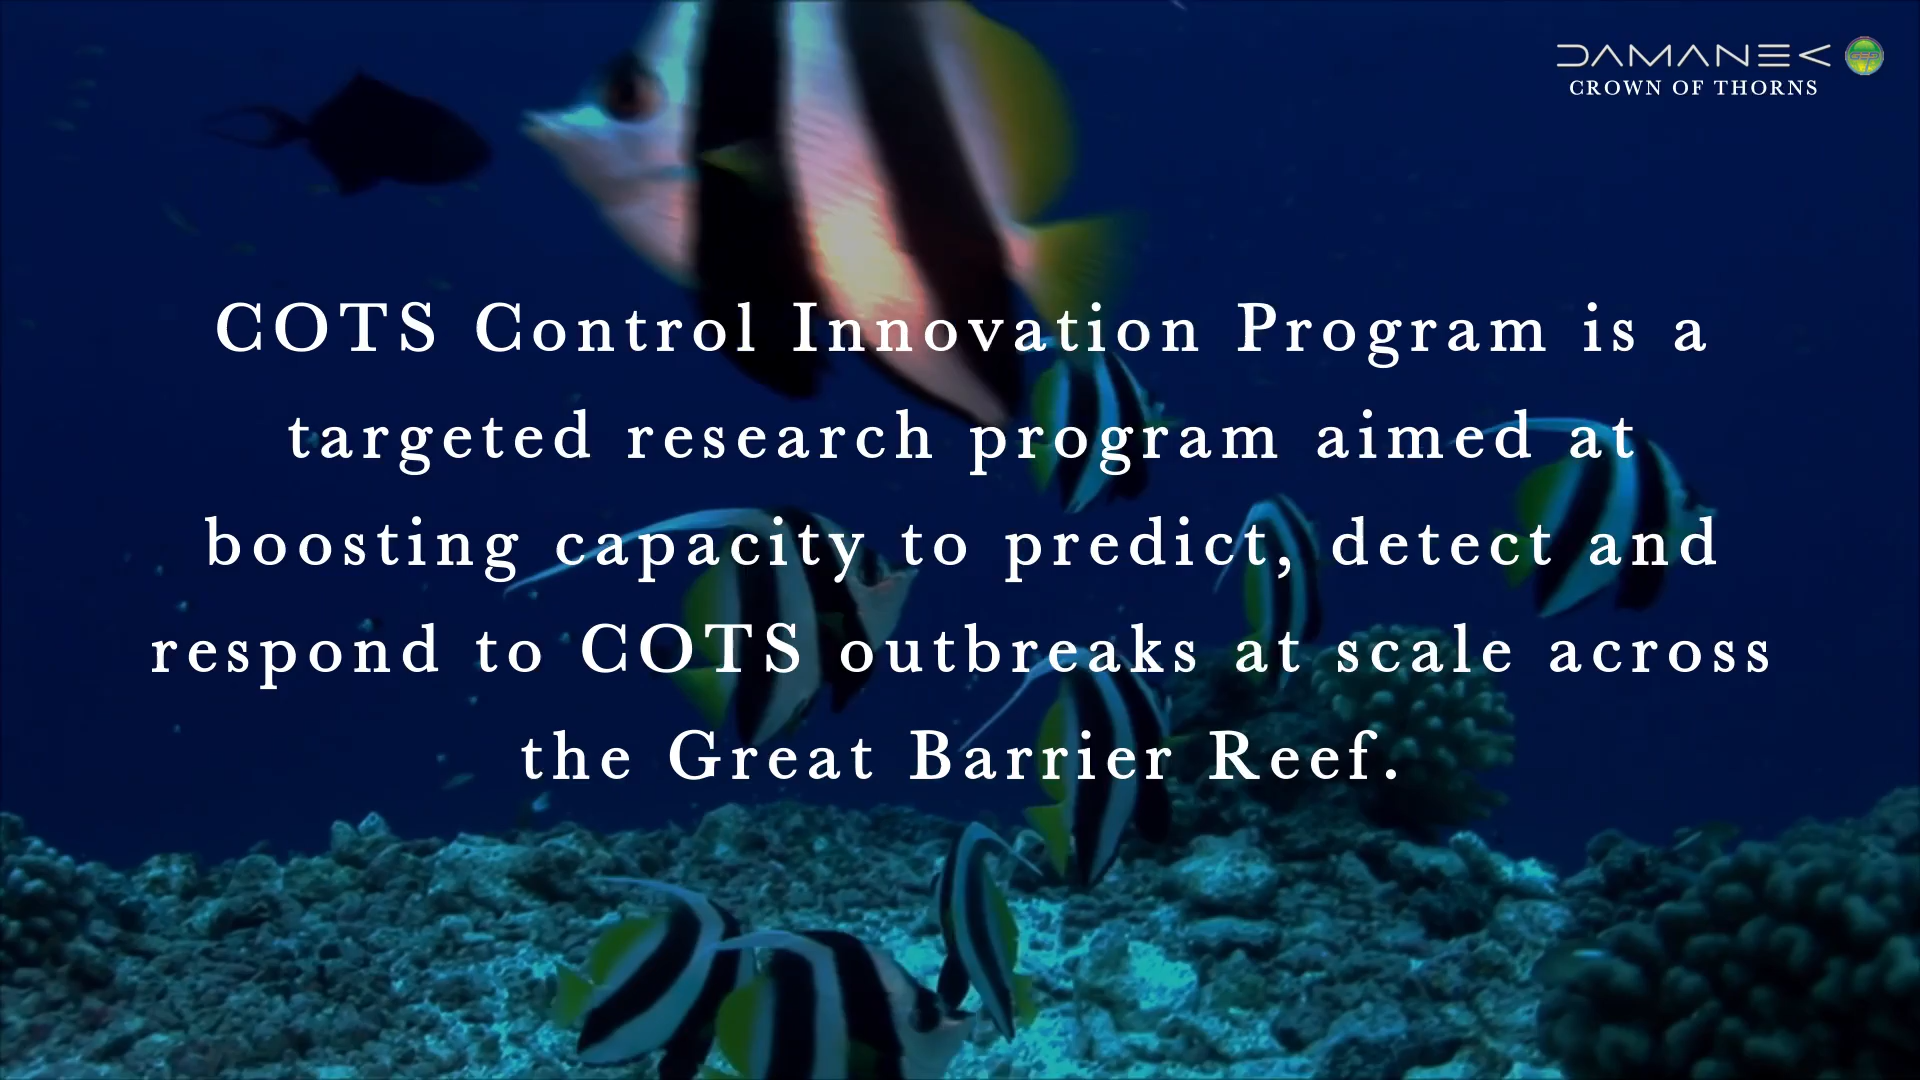 DAMANEK
CROWN OF THORNS
COTS Control Innovation Program is a
targeted research program aimed at
boosting capacity to predict, detect and
respond to COTS outbreaks at scale across
the Great Barrier Reef.